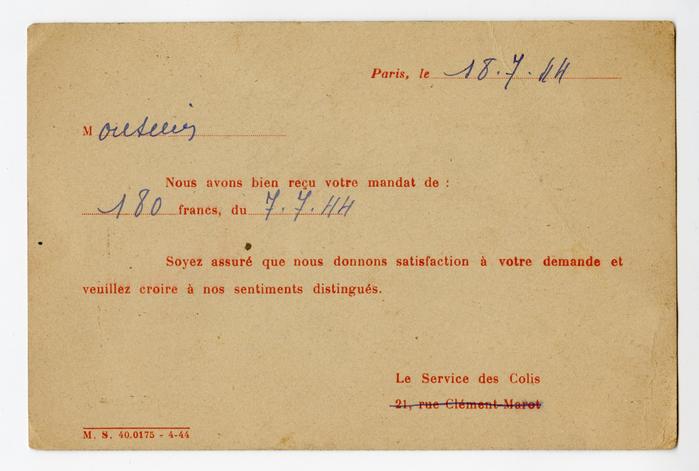 Paris, le 18.7.44
Monsieur
Nous avons bien reçu votre mandat de :
180 francs, du 7.7.44
Soyez assuré que nous donnons satisfaction à votre demande et
veuillez croire à nos sentiments distingués.
Le Service des Colis
21, rue Clément-Marot
M. S. 40.0175 - 4-44